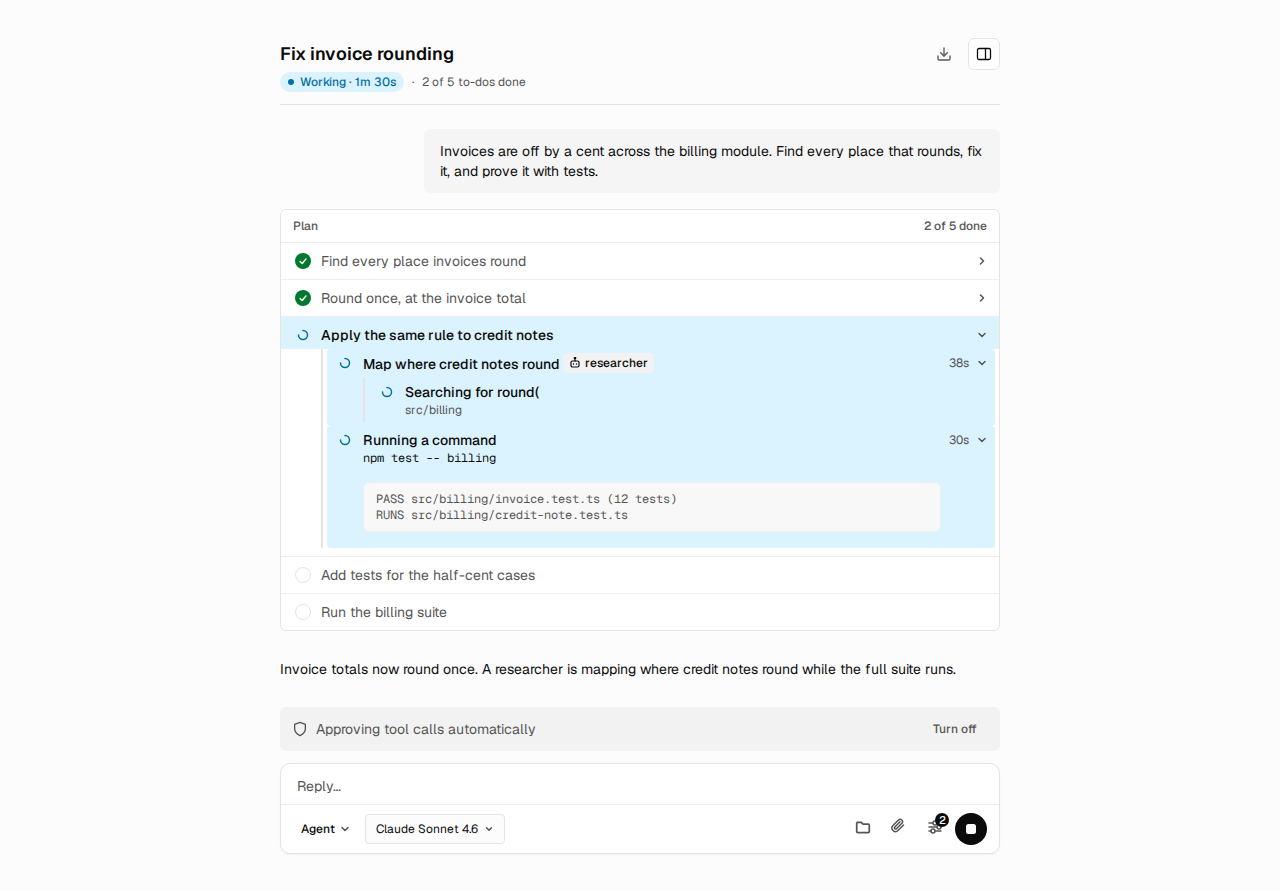 Fix invoice rounding
Working · 1m 30s · 2 of 5 to-dos done
Invoices are off by a cent across the billing module. Find every place that rounds, fix
it, and prove it with tests.
Plan 2 of 5 done
Find every place invoices round
Round once, at the invoice total
Apply the same rule to credit notes
Map where credit notes round researcher 38s
Searching for round(
src/billing
Running a command 30s
npm test -- billing
PASS src/billing/invoice.test.ts (12 tests)
RUNS src/billing/credit-note.test.ts
Add tests for the half-cent cases
Run the billing suite
Invoice totals now round once. A researcher is mapping where credit notes round while the full suite runs.
Approving tool calls automatically Turn off
Reply…
Agent Claude Sonnet 4.6 2